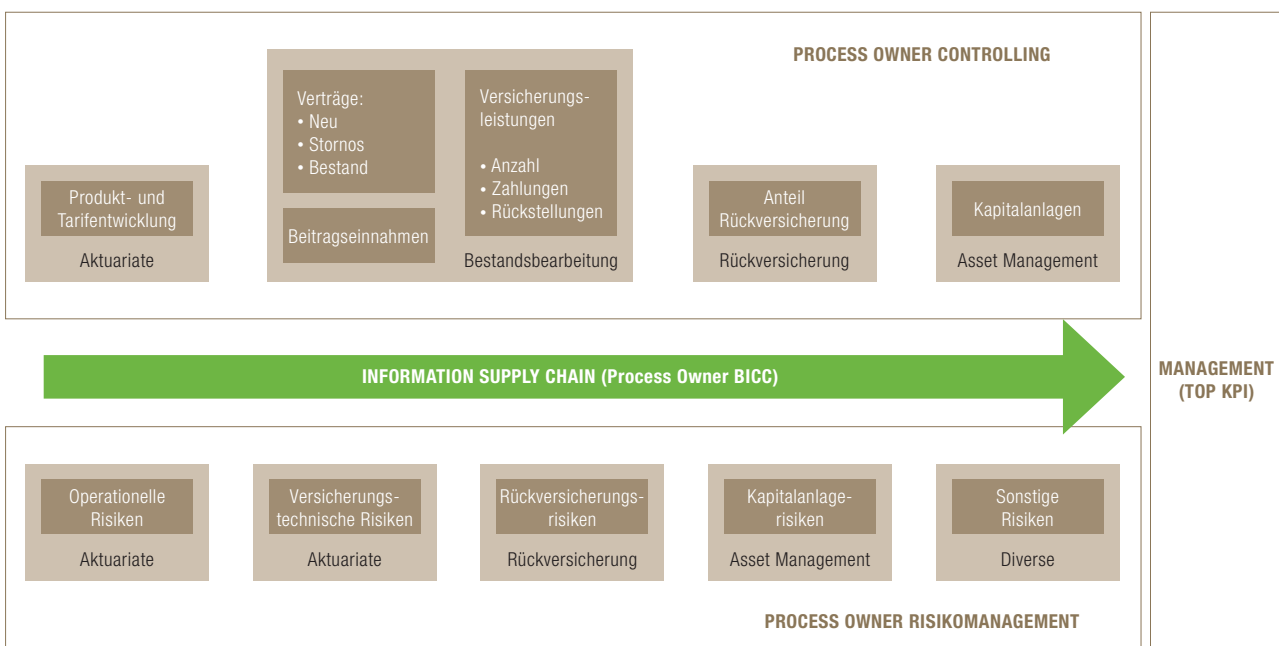 PROCESS OWNER CONTROLLING
Produkt- und
Tarifentwicklung
Aktuariate
Verträge:
• Neu
• Stornos
• Bestand
Beitragseinnahmen
Versicherungs-
leistungen
• Anzahl
• Zahlungen
• Rückstellungen
Bestandsbearbeitung
Anteil
Rückversicherung
Rückversicherung
Kapitalanlagen
Asset Management
INFORMATION SUPPLY CHAIN (Process Owner BICC)
MANAGEMENT
(TOP KPI)
Operationelle
Risiken
Aktuariate
Versicherungs-
technische Risiken
Aktuariate
Rückversicherungs-
risiken
Rückversicherung
Kapitalanlage-
risiken
Asset Management
Sonstige
Risiken
Diverse
PROCESS OWNER RISIKOMANAGEMENT